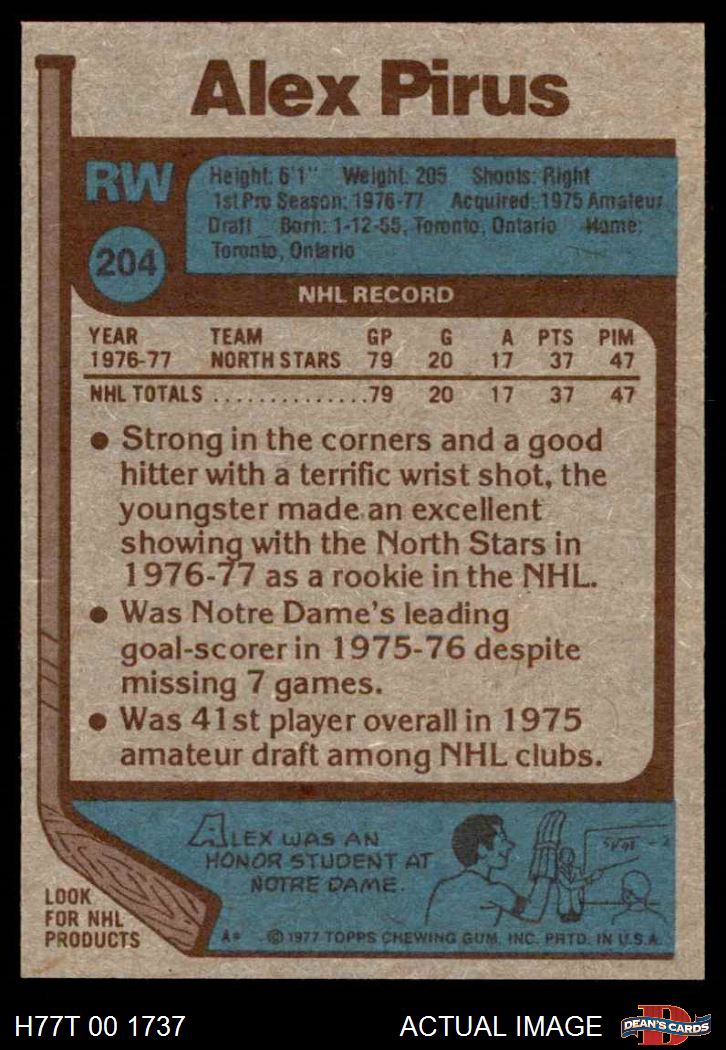 Alex Pirus
RW
Height: 6'1" Weight: 205 Shoots: Right
1st Pro Season: 1976-77 Acquired: 1975 Amateur
Draft Born: 1-12-55, Toronto, Ontario Home:
Toronto, Ontario
204
NHL RECORD
YEAR TEAM GP G A PTS PIM
1976-77 NORTH STARS 79 20 17 37 47
NHL TOTALS ..............79 20 17 37 47
● Strong in the corners and a good
hitter with a terrific wrist shot, the
youngster made an excellent
showing with the North Stars in
1976-77 as a rookie in the NHL.
● Was Notre Dame's leading
goal-scorer in 1975-76 despite
missing 7 games.
● Was 41st player overall in 1975
amateur draft among NHL clubs.
ALEX WAS AN
HONOR STUDENT AT
NOTRE DAME.
LOOK
FOR NHL
PRODUCTS
A* © 1977 TOPPS CHEWING GUM, INC. PRTD. IN U.S.A.
H77T 00 1737
ACTUAL IMAGE
D
DEAN'S CARDS